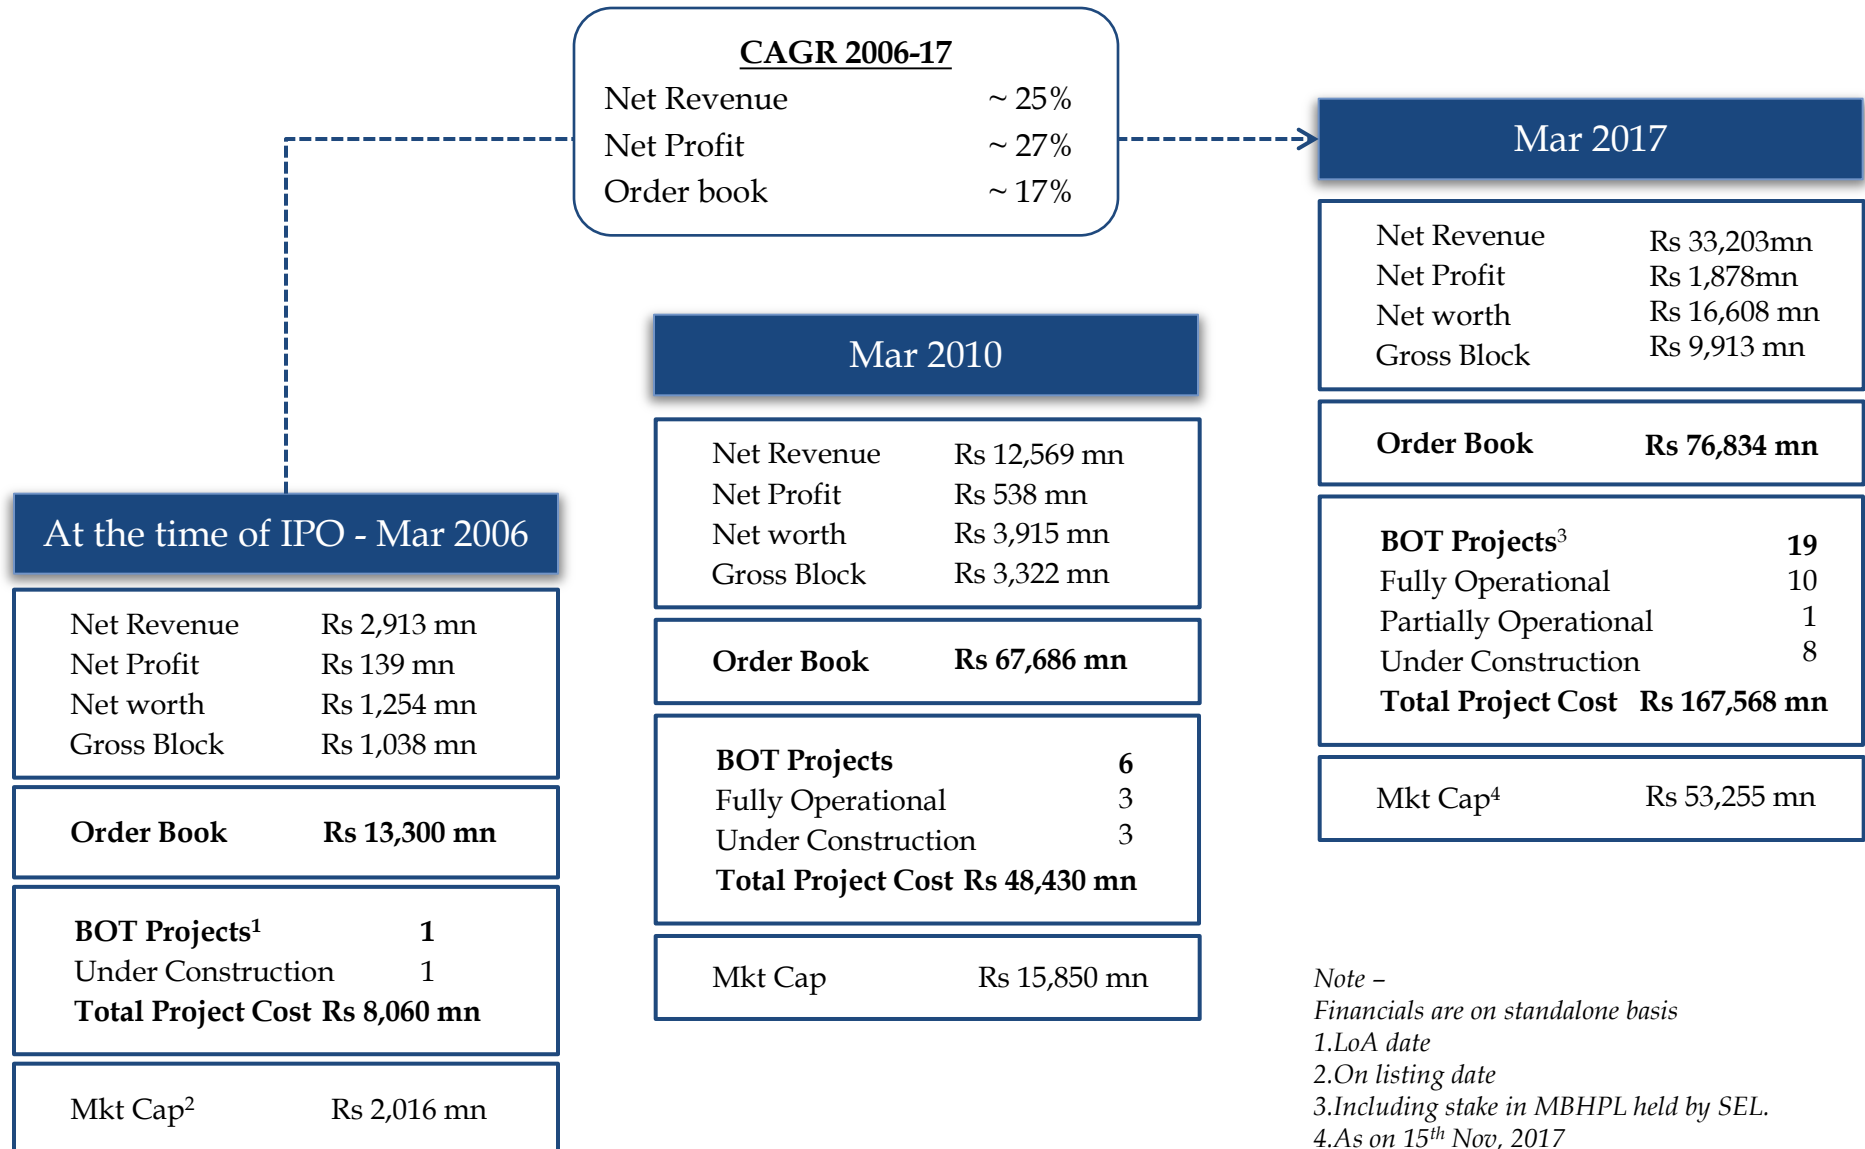 CAGR 2006-17
Net Revenue ~ 25%
Net Profit ~ 27%
Order book ~ 17%
At the time of IPO - Mar 2006
Net Revenue Rs 2,913 mn
Net Profit Rs 139 mn
Net worth Rs 1,254 mn
Gross Block Rs 1,038 mn
Order Book Rs 13,300 mn
BOT Projects¹ 1
Under Construction 1
Total Project Cost Rs 8,060 mn
Mkt Cap² Rs 2,016 mn
Mar 2010
Net Revenue Rs 12,569 mn
Net Profit Rs 538 mn
Net worth Rs 3,915 mn
Gross Block Rs 3,322 mn
Order Book Rs 67,686 mn
BOT Projects 6
Fully Operational 3
Under Construction 3
Total Project Cost Rs 48,430 mn
Mkt Cap Rs 15,850 mn
Mar 2017
Net Revenue Rs 33,203mn
Net Profit Rs 1,878mn
Net worth Rs 16,608 mn
Gross Block Rs 9,913 mn
Order Book Rs 76,834 mn
BOT Projects³ 19
Fully Operational 10
Partially Operational 1
Under Construction 8
Total Project Cost Rs 167,568 mn
Mkt Cap⁴ Rs 53,255 mn
Note –
Financials are on standalone basis
1.LoA date
2.On listing date
3.Including stake in MBHPL held by SEL.
4.As on 15th Nov, 2017